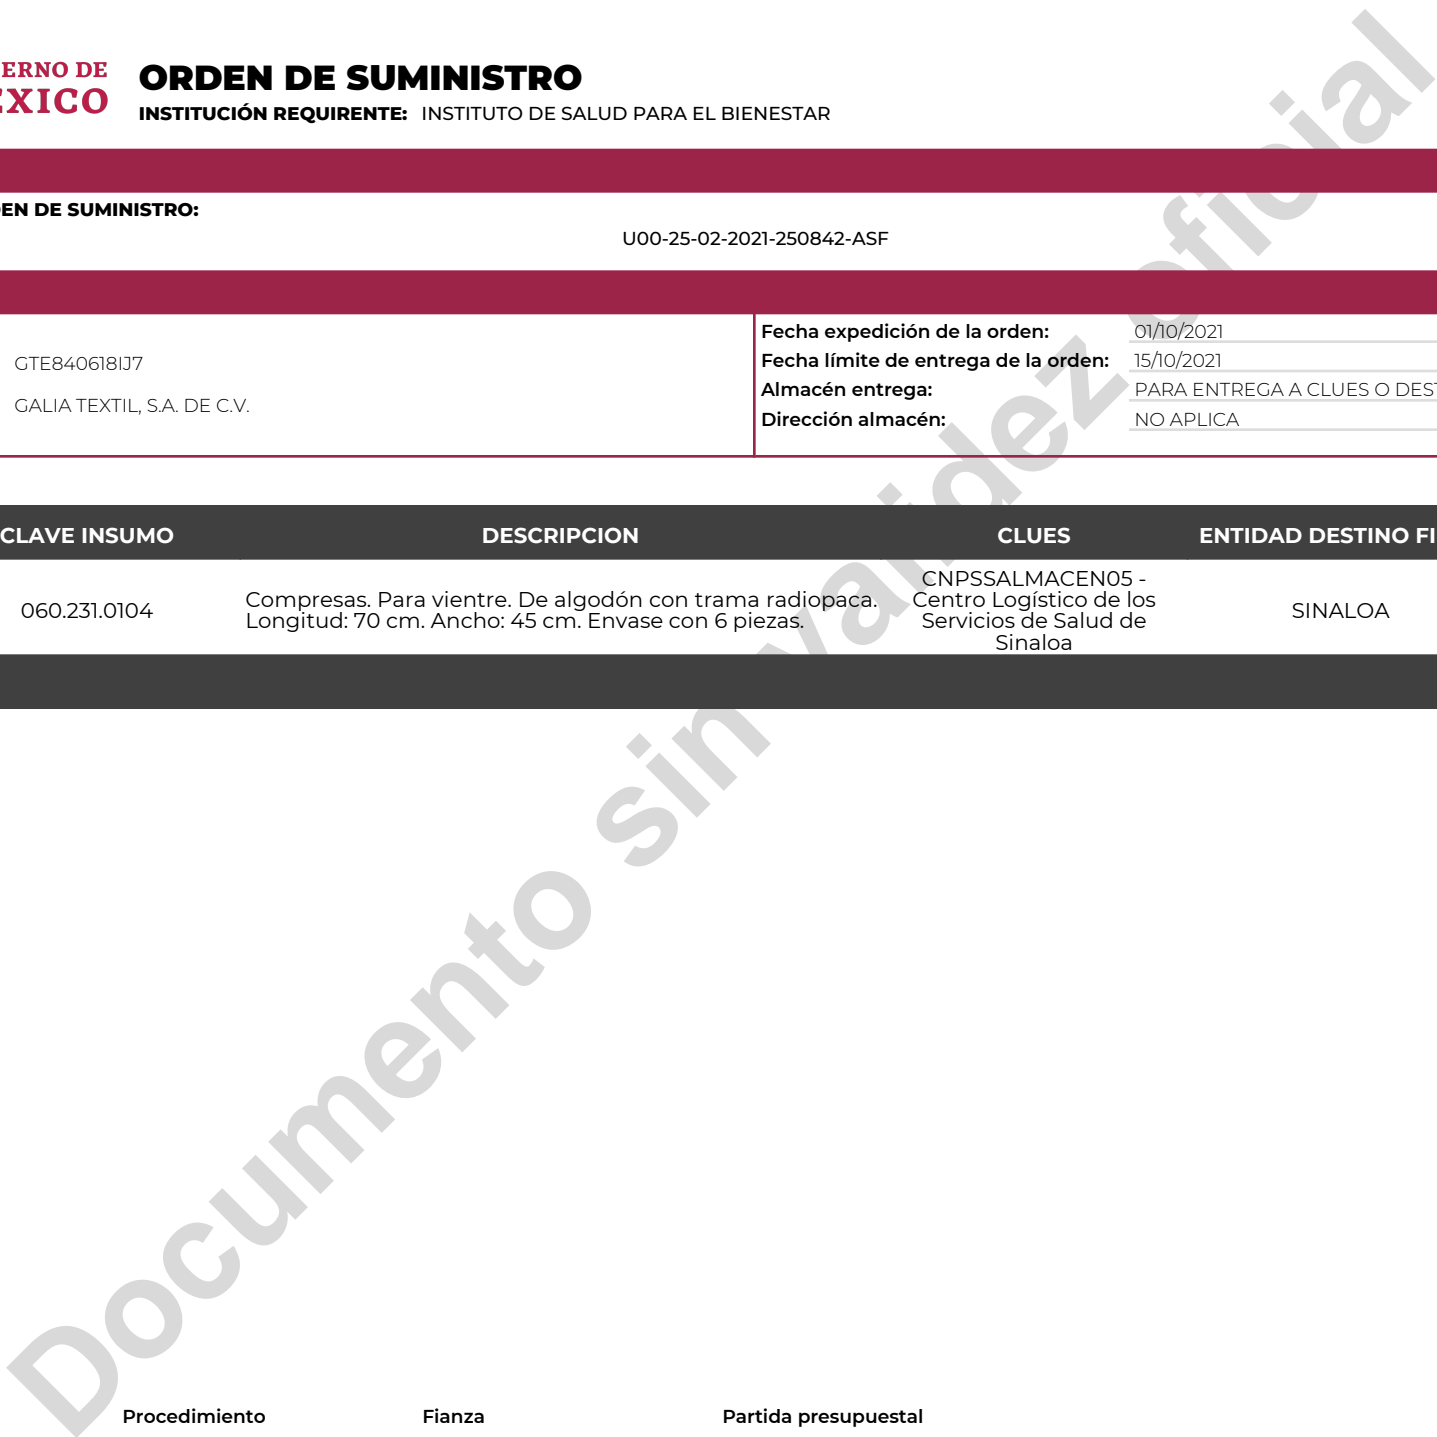 ERNO DE
EXICO
ORDEN DE SUMINISTRO
INSTITUCIÓN REQUIRENTE: INSTITUTO DE SALUD PARA EL BIENESTAR
EN DE SUMINISTRO:
U00-25-02-2021-250842-ASF
GTE840618IJ7
GALIA TEXTIL, S.A. DE C.V.
Fecha expedición de la orden: 01/10/2021
Fecha límite de entrega de la orden: 15/10/2021
Almacén entrega: PARA ENTREGA A CLUES O DEST
Dirección almacén: NO APLICA
CLAVE INSUMO DESCRIPCION CLUES ENTIDAD DESTINO FI
060.231.0104
Compresas. Para vientre. De algodón con trama radiopaca.
Longitud: 70 cm. Ancho: 45 cm. Envase con 6 piezas.
CNPSSALMACEN05 -
Centro Logístico de los
Servicios de Salud de
Sinaloa
SINALOA
Documento sin validez oficial
Procedimiento Fianza Partida presupuestal